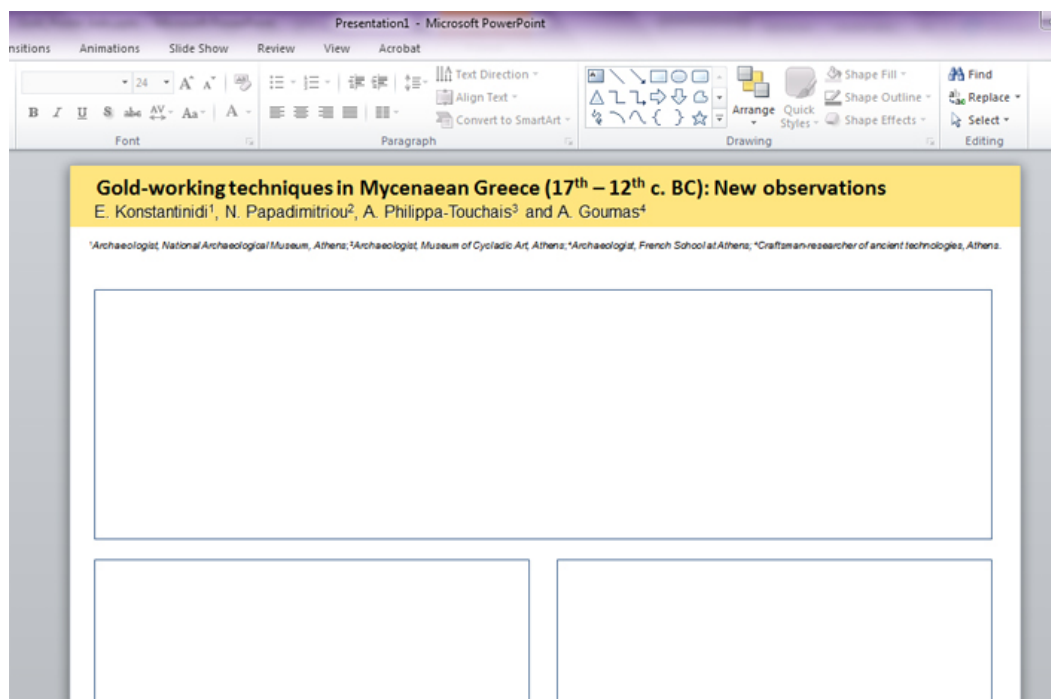 Presentation1 - Microsoft PowerPoint
nsitions Animations Slide Show Review View Acrobat
24 A A Text Direction Shape Fill Find
Align Text Shape Outline Replace
B I U S abc AV Aa A Convert to SmartArt Arrange Quick Styles Shape Effects Select
Font Paragraph Drawing Editing
Gold-working techniques in Mycenaean Greece (17th – 12th c. BC): New observations
E. Konstantinidi¹, N. Papadimitriou², A. Philippa-Touchais³ and A. Goumas⁴
¹Archaeologist, National Archaeological Museum, Athens; ²Archaeologist, Museum of Cycladic Art, Athens; ³Archaeologist, French School at Athens; ⁴Craftsman-researcher of ancient technologies, Athens.